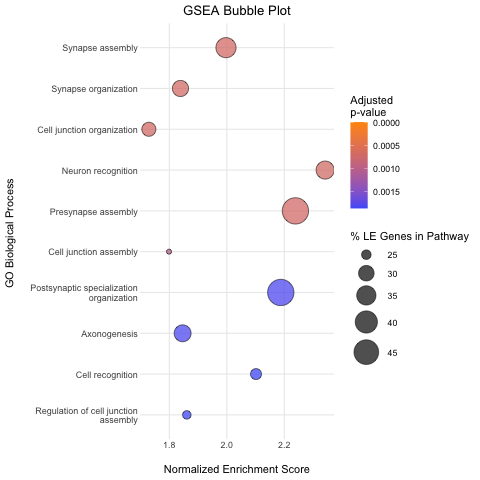 GSEA Bubble Plot
GO Biological Process
Synapse assembly
Synapse organization
Cell junction organization
Neuron recognition
Presynapse assembly
Cell junction assembly
Postsynaptic specialization
organization
Axonogenesis
Cell recognition
Regulation of cell junction
assembly
1.8
2.0
2.2
Normalized Enrichment Score
Adjusted
p-value
0.0000
0.0005
0.0010
0.0015
% LE Genes in Pathway
25
30
35
40
45